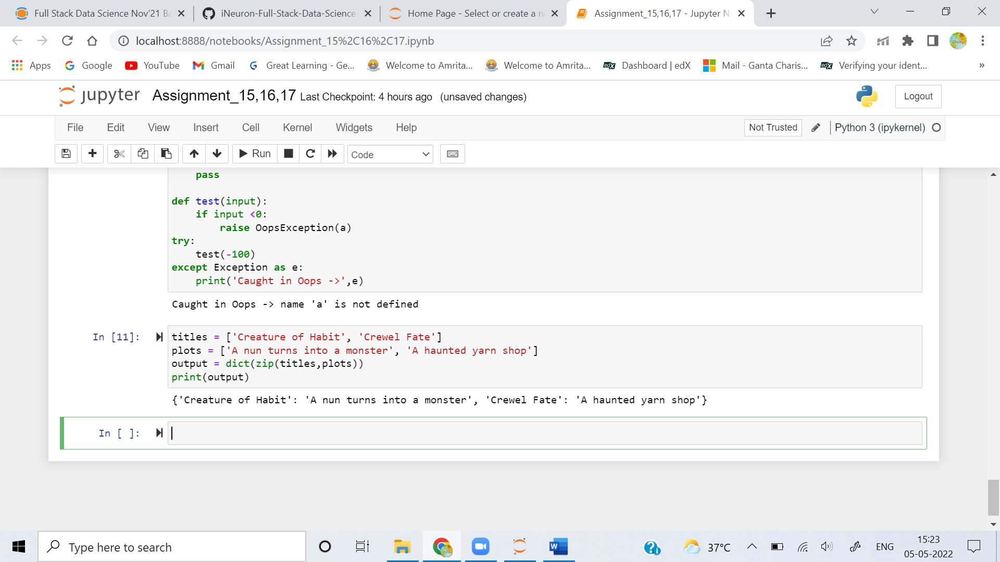 Full Stack Data Science Nov'21 Ba
iNeuron-Full-Stack-Data-Science
Home Page - Select or create a n
Assignment_15,16,17 - Jupyter N
localhost:8888/notebooks/Assignment_15%2C16%2C17.ipynb
Apps
Google
YouTube
Gmail
Great Learning - Ge...
Welcome to Amrita...
Welcome to Amrita...
edX Dashboard | edX
Mail - Ganta Charis...
edX Verifying your ident...
»
jupyter Assignment_15,16,17 Last Checkpoint: 4 hours ago (unsaved changes)
Logout
File Edit View Insert Cell Kernel Widgets Help
Not Trusted
Python 3 (ipykernel)
Run
Code
pass
def test(input):
if input <0:
raise OopsException(a)
try:
test(-100)
except Exception as e:
print('Caught in Oops ->',e)
Caught in Oops -> name 'a' is not defined
In [11]:
titles = ['Creature of Habit', 'Crewel Fate']
plots = ['A nun turns into a monster', 'A haunted yarn shop']
output = dict(zip(titles,plots))
print(output)
{'Creature of Habit': 'A nun turns into a monster', 'Crewel Fate': 'A haunted yarn shop'}
In [ ]:
Type here to search
37°C
ENG
15:23
05-05-2022